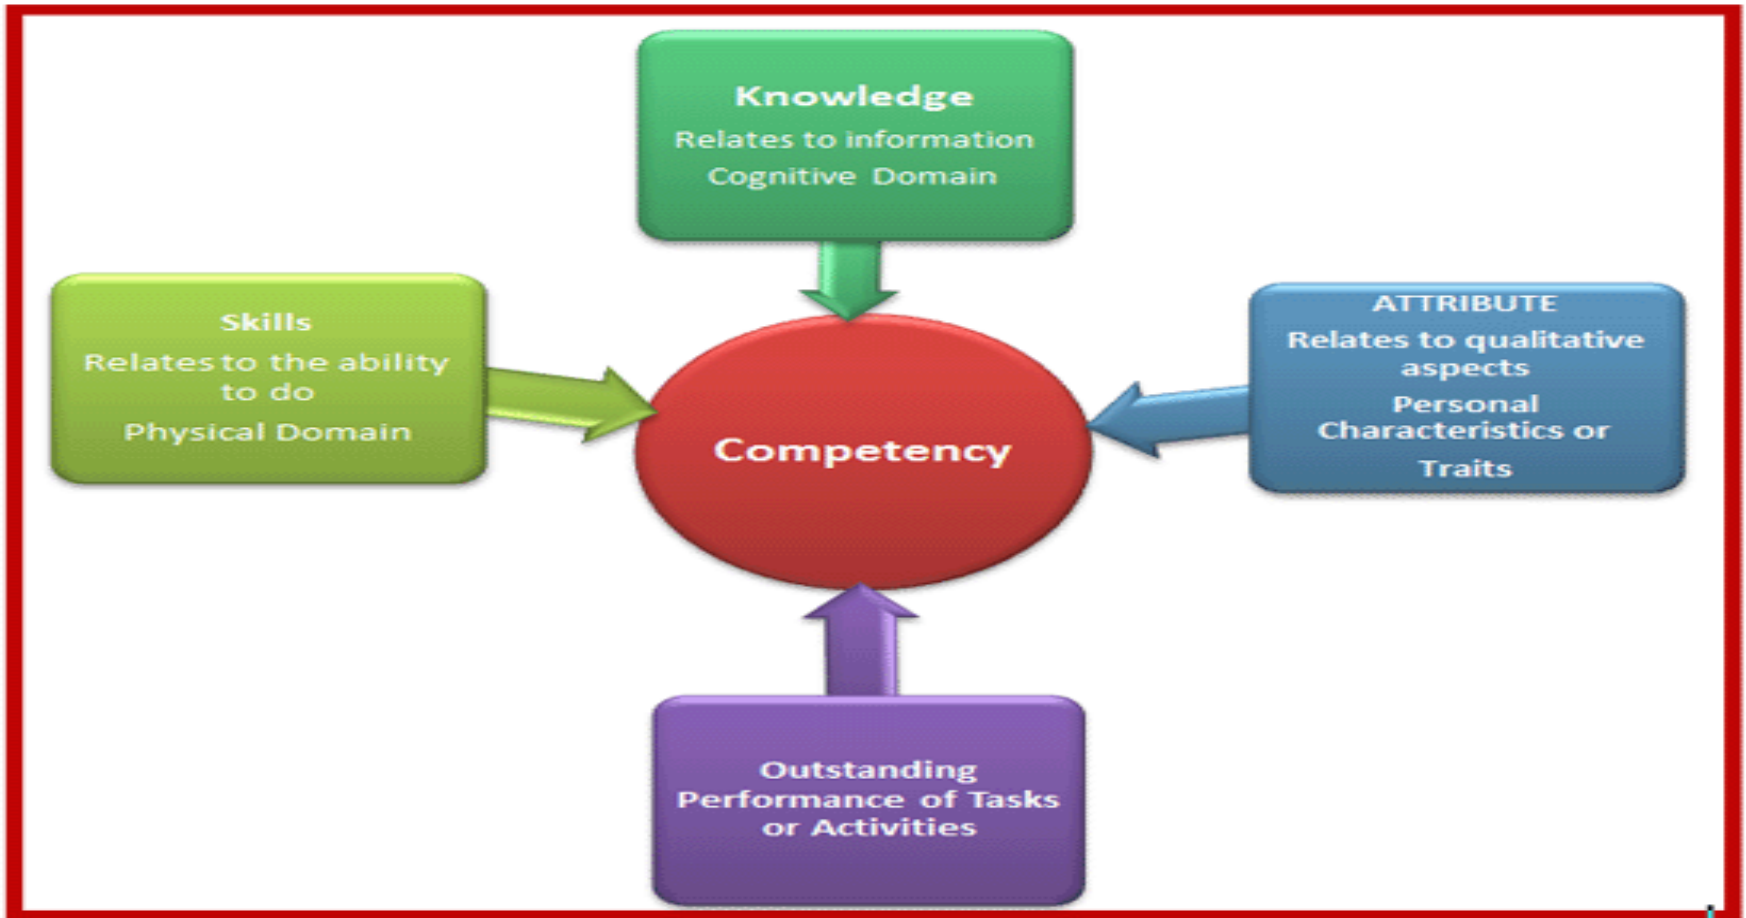 Knowledge
Relates to information
Cognitive Domain
Skills
Relates to the ability
to do
Physical Domain
ATTRIBUTE
Relates to qualitative
aspects
Personal
Characteristics or
Traits
Competency
Outstanding
Performance of Tasks
or Activities